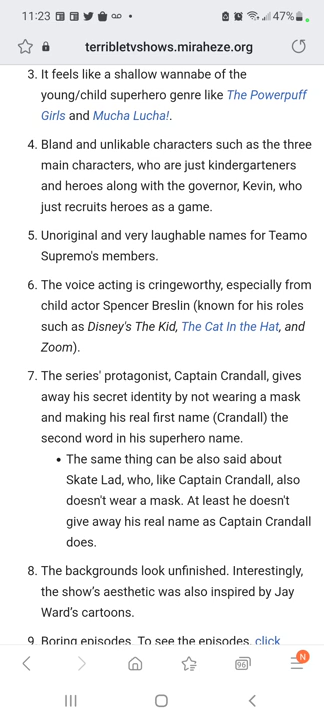 11:23
47%
terribletvshows.miraheze.org
3. It feels like a shallow wannabe of the
young/child superhero genre like The Powerpuff
Girls and Mucha Lucha!.
4. Bland and unlikable characters such as the three
main characters, who are just kindergarteners
and heroes along with the governor, Kevin, who
just recruits heroes as a game.
5. Unoriginal and very laughable names for Teamo
Supremo's members.
6. The voice acting is cringeworthy, especially from
child actor Spencer Breslin (known for his roles
such as Disney's The Kid, The Cat In the Hat, and
Zoom).
7. The series' protagonist, Captain Crandall, gives
away his secret identity by not wearing a mask
and making his real first name (Crandall) the
second word in his superhero name.
• The same thing can be also said about
Skate Lad, who, like Captain Crandall, also
doesn't wear a mask. At least he doesn't
give away his real name as Captain Crandall
does.
8. The backgrounds look unfinished. Interestingly,
the show's aesthetic was also inspired by Jay
Ward's cartoons.
9. Boring episodes. To see the episodes, click
96
N